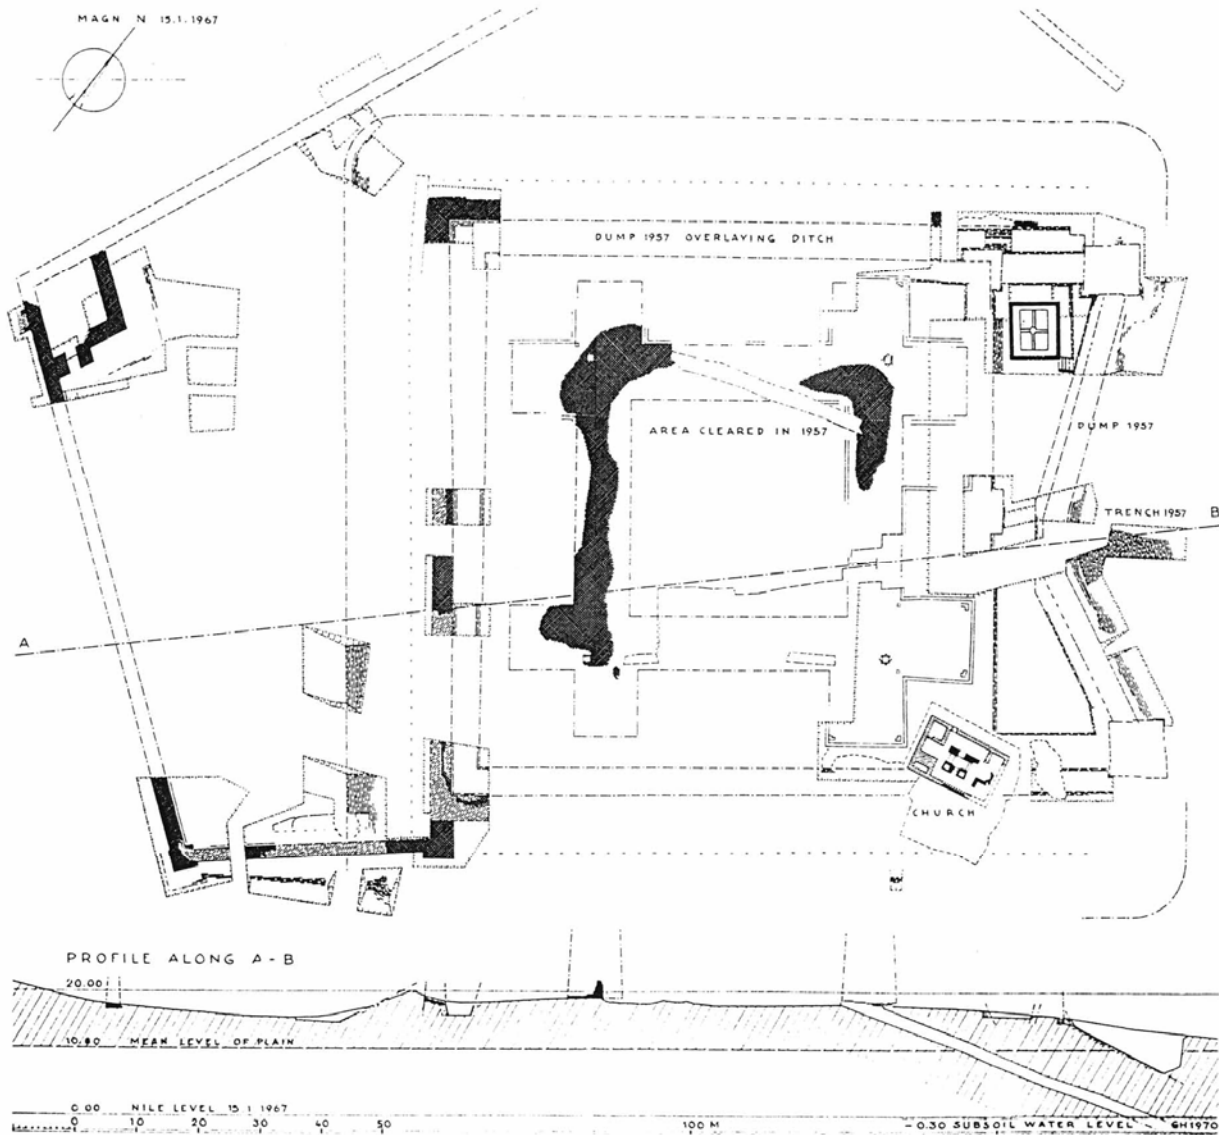 MAGN N 15.1.1967
DUMP 1957 OVERLAYING DITCH
AREA CLEARED IN 1957
DUMP 1957
TRENCH 1957
B
A
CHURCH
PROFILE ALONG A-B
20.00
10.00 MEAN LEVEL OF PLAIN
0.00 NILE LEVEL 15 1 1967
0 10 20 30 40 50 100 M
-0.30 SUBSOIL WATER LEVEL - GH1970